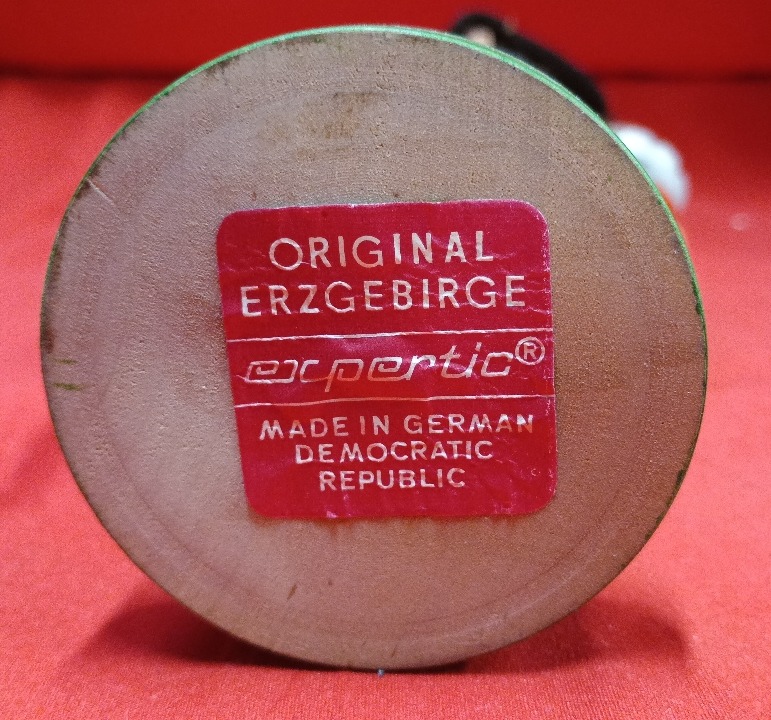 ORIGINAL
ERZGEBIRGE
expertic®
MADE IN GERMAN
DEMOCRATIC
REPUBLIC